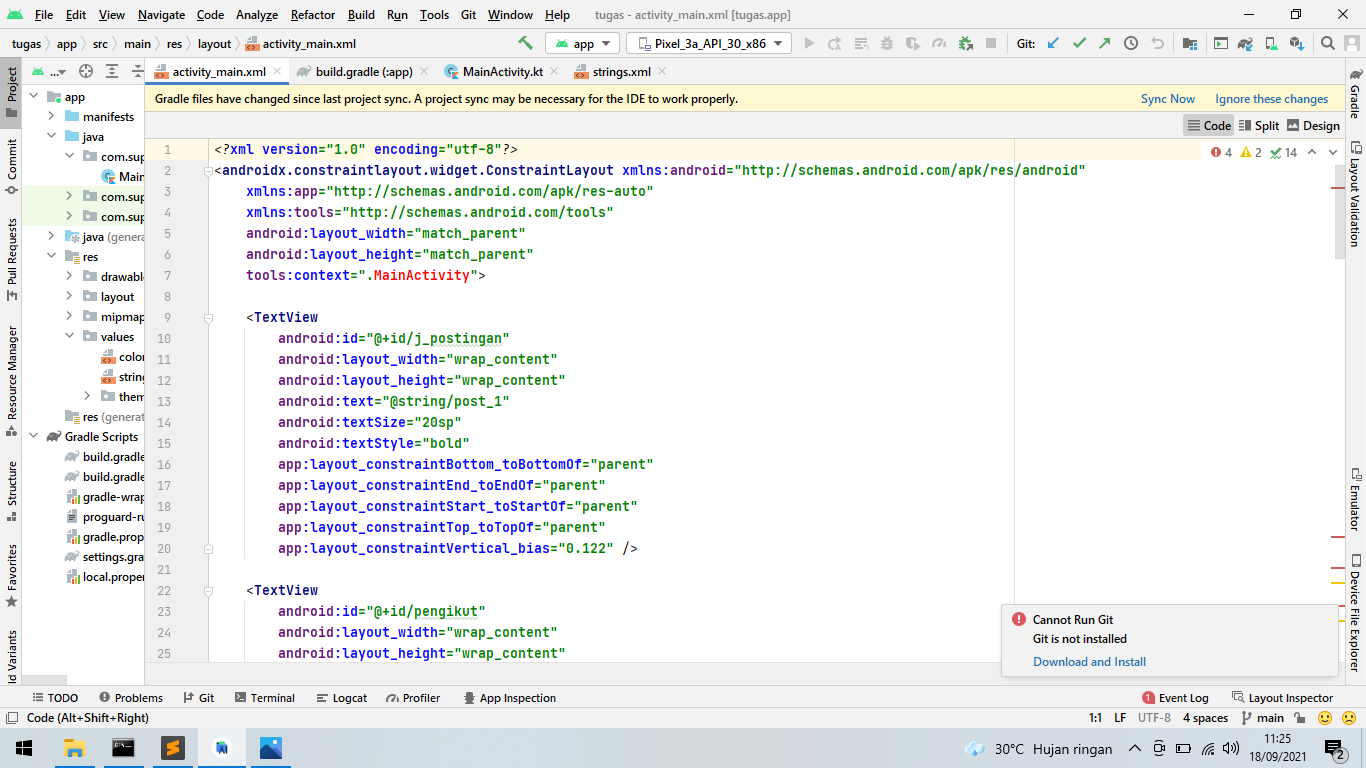 File Edit View Navigate Code Analyze Refactor Build Run Tools Git Window Help tugas - activity_main.xml [tugas.app]
tugas app src main res layout activity_main.xml app Pixel_3a_API_30_x86 Git:
... activity_main.xml build.gradle (:app) MainActivity.kt strings.xml
Gradle files have changed since last project sync. A project sync may be necessary for the IDE to work properly. Sync Now Ignore these changes
Code Split Design
4 2 14
Project
Commit
Pull Requests
Resource Manager
Structure
Favorites
ld Variants
app
manifests
java
com.sup
Main
com.sup
com.sup
java (genera
res
drawabl
layout
mipmap
values
color
string
them
res (generat
Gradle Scripts
build.gradle
build.gradle
gradle-wrap
proguard-ru
gradle.prop
settings.gra
local.proper
1 <?xml version="1.0" encoding="utf-8"?>
2 <androidx.constraintlayout.widget.ConstraintLayout xmlns:android="http://schemas.android.com/apk/res/android"
3 xmlns:app="http://schemas.android.com/apk/res-auto"
4 xmlns:tools="http://schemas.android.com/tools"
5 android:layout_width="match_parent"
6 android:layout_height="match_parent"
7 tools:context=".MainActivity">
8
9 <TextView
10 android:id="@+id/j_postingan"
11 android:layout_width="wrap_content"
12 android:layout_height="wrap_content"
13 android:text="@string/post_1"
14 android:textSize="20sp"
15 android:textStyle="bold"
16 app:layout_constraintBottom_toBottomOf="parent"
17 app:layout_constraintEnd_toEndOf="parent"
18 app:layout_constraintStart_toStartOf="parent"
19 app:layout_constraintTop_toTopOf="parent"
20 app:layout_constraintVertical_bias="0.122" />
21
22 <TextView
23 android:id="@+id/pengikut"
24 android:layout_width="wrap_content"
25 android:layout_height="wrap_content"
Gradle
Layout Validation
Emulator
Device File Explorer
Cannot Run Git
Git is not installed
Download and Install
TODO Problems Git Terminal Logcat Profiler App Inspection 1 Event Log Layout Inspector
Code (Alt+Shift+Right) 1:1 LF UTF-8 4 spaces main
30°C Hujan ringan
11:25
18/09/2021
2